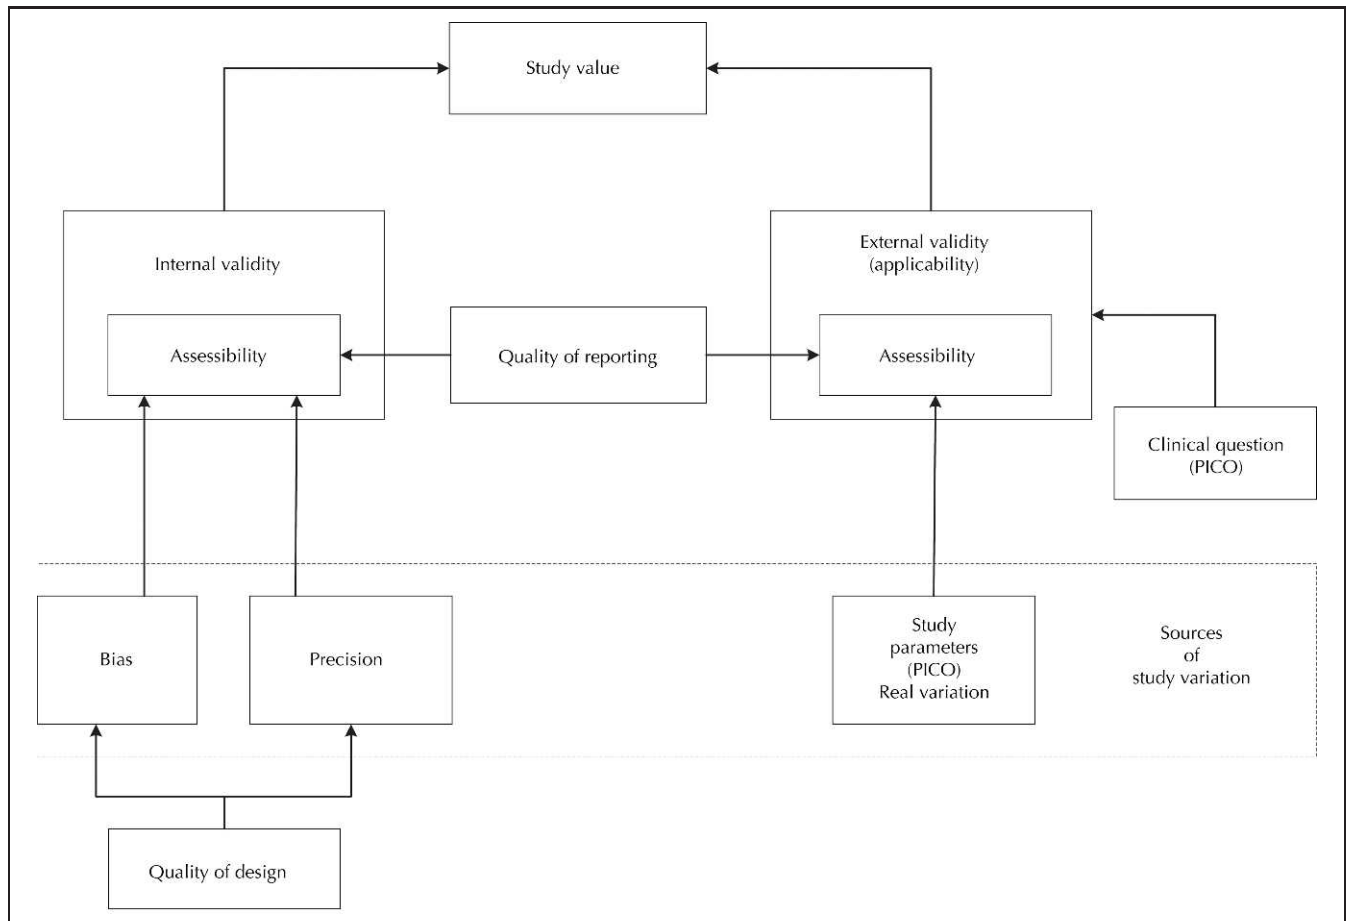 Study value
Internal validity
External validity
(applicability)
Assessibility
Quality of reporting
Assessibility
Clinical question
(PICO)
Bias
Precision
Study
parameters
(PICO)
Real variation
Sources
of
study variation
Quality of design